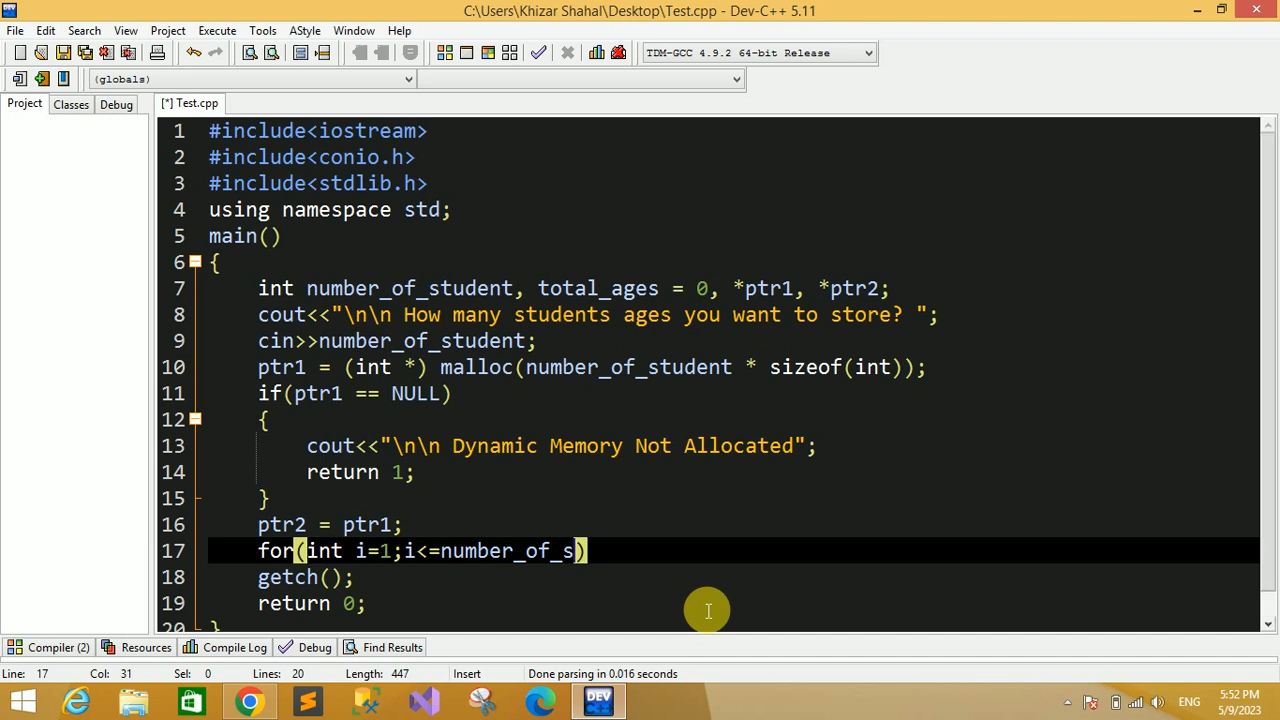 C:\Users\Khizar Shahal\Desktop\Test.cpp - Dev-C++ 5.11
File Edit Search View Project Execute Tools AStyle Window Help
TDM-GCC 4.9.2 64-bit Release
(globals)
Project Classes Debug [*] Test.cpp
1 #include<iostream>
2 #include<conio.h>
3 #include<stdlib.h>
4 using namespace std;
5 main()
6 {
7 int number_of_student, total_ages = 0, *ptr1, *ptr2;
8 cout<<"\n\n How many students ages you want to store? ";
9 cin>>number_of_student;
10 ptr1 = (int *) malloc(number_of_student * sizeof(int));
11 if(ptr1 == NULL)
12 {
13 cout<<"\n\n Dynamic Memory Not Allocated";
14 return 1;
15 }
16 ptr2 = ptr1;
17 for(int i=1;i<=number_of_s)
18 getch();
19 return 0;
20 }
Compiler (2) Resources Compile Log Debug Find Results
Line: 17 Col: 31 Sel: 0 Lines: 20 Length: 447 Insert Done parsing in 0.016 seconds
DEV C++ ENG 5:52 PM
5/9/2023